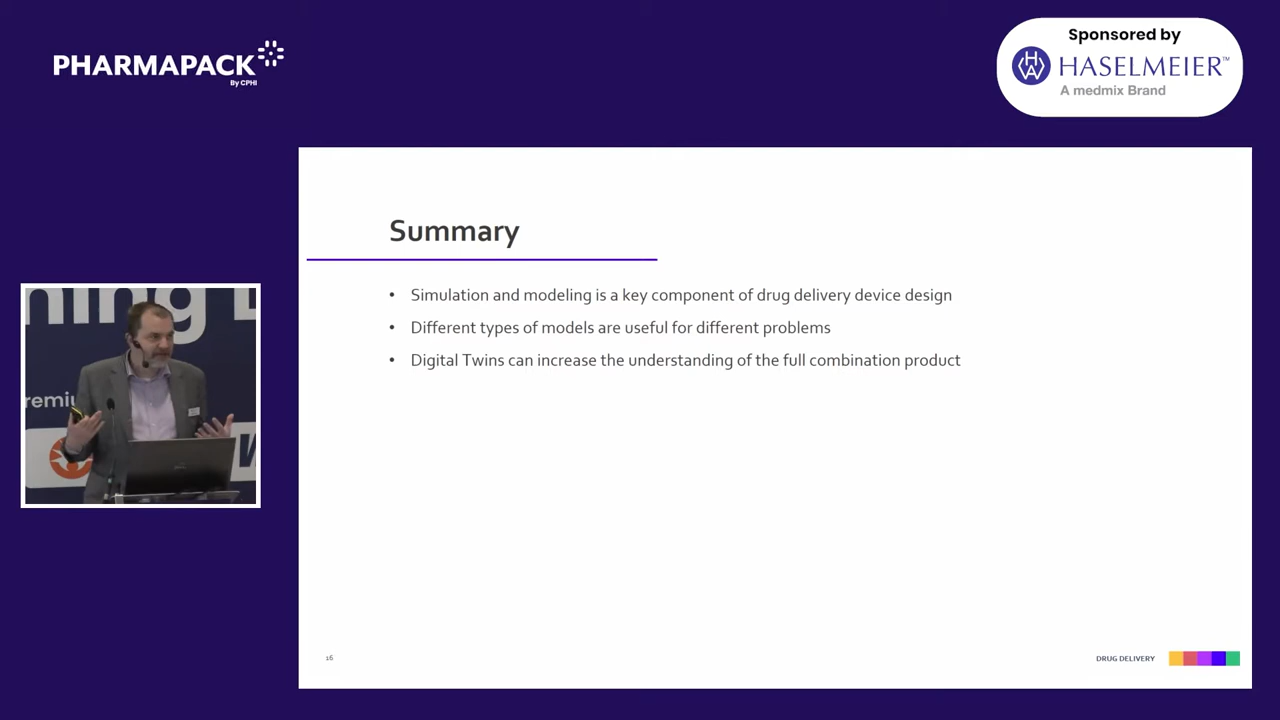 PHARMAPACK
By CPHI
Sponsored by
HASELMEIER™
A medmix Brand
Summary
• Simulation and modeling is a key component of drug delivery device design
• Different types of models are useful for different problems
• Digital Twins can increase the understanding of the full combination product
16
DRUG DELIVERY